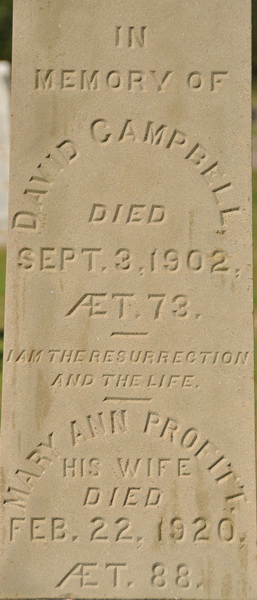 IN
MEMORY OF
DAVID CAMPBELL,
DIED
SEPT. 3, 1902,
ÆT. 73.
I AM THE RESURRECTION
AND THE LIFE.
MARY ANN PROFITT.
HIS WIFE
DIED
FEB. 22, 1920,
ÆT. 88.